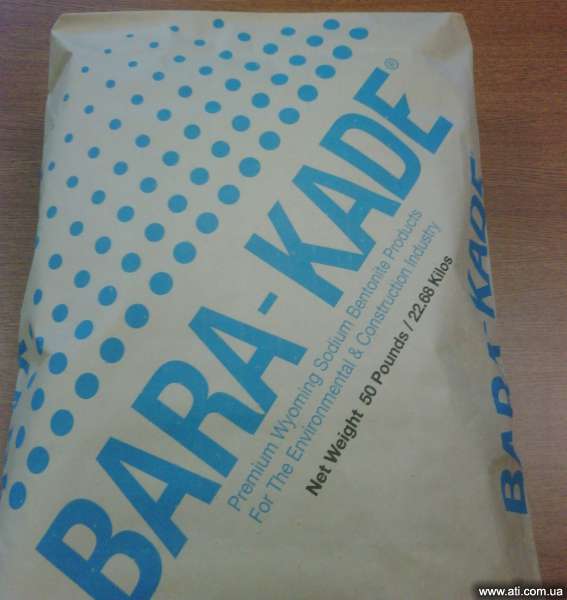 BARA-KADE®
Premium Wyoming Sodium Bentonite Products
For The Environmental & Construction Industry
Net Weight 50 Pounds / 22.68 Kilos
BARA-KADE
www.ati.com.ua